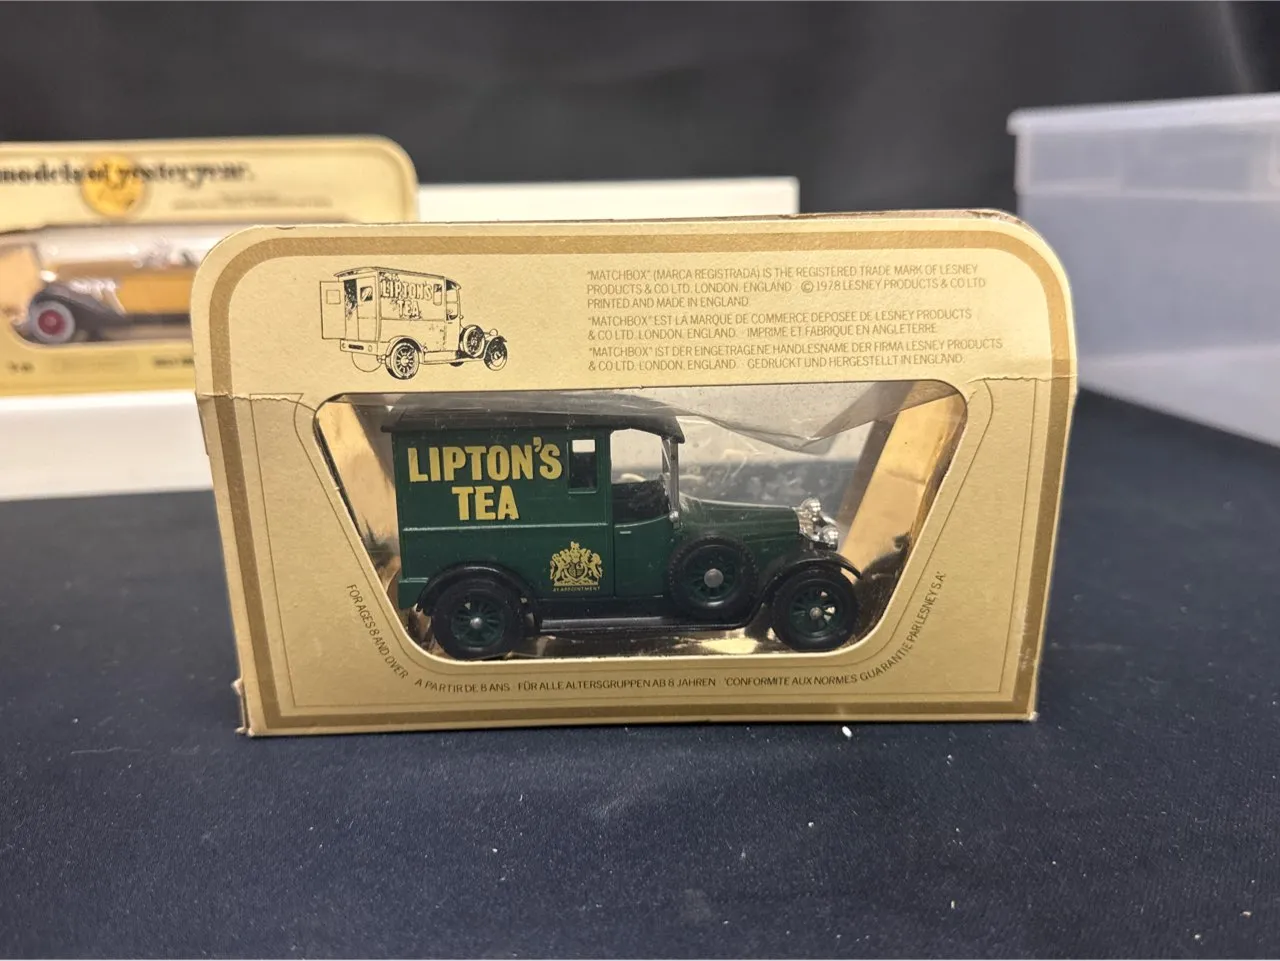 models of yesteryear.
"MATCHBOX" (MARCA REGISTRADA) IS THE REGISTERED TRADE MARK OF LESNEY
PRODUCTS & CO LTD. LONDON. ENGLAND ©1978 LESNEY PRODUCTS & CO LTD
PRINTED AND MADE IN ENGLAND
"MATCHBOX" EST LA MARQUE DE COMMERCE DEPOSEE DE LESNEY PRODUCTS
& CO LTD. LONDON. ENGLAND. IMPRIME ET FABRIQUE EN ANGLETERRE.
"MATCHBOX" IST DER EINGETRAGENE HANDLESNAME DER FIRMA LESNEY PRODUCTS
& CO LTD. LONDON. ENGLAND. GEDRUCKT UND HERGESTELLT IN ENGLAND.
LIPTON'S
TEA
LIPTON'S
TEA
BY APPOINTMENT
FOR AGES 8 AND OVER A PARTIR DE 8 ANS · FÜR ALLE ALTERSGRUPPEN AB 8 JAHREN · 'CONFORMITE AUX NORMES GUARANTIE PAR LESNEY S.A.'